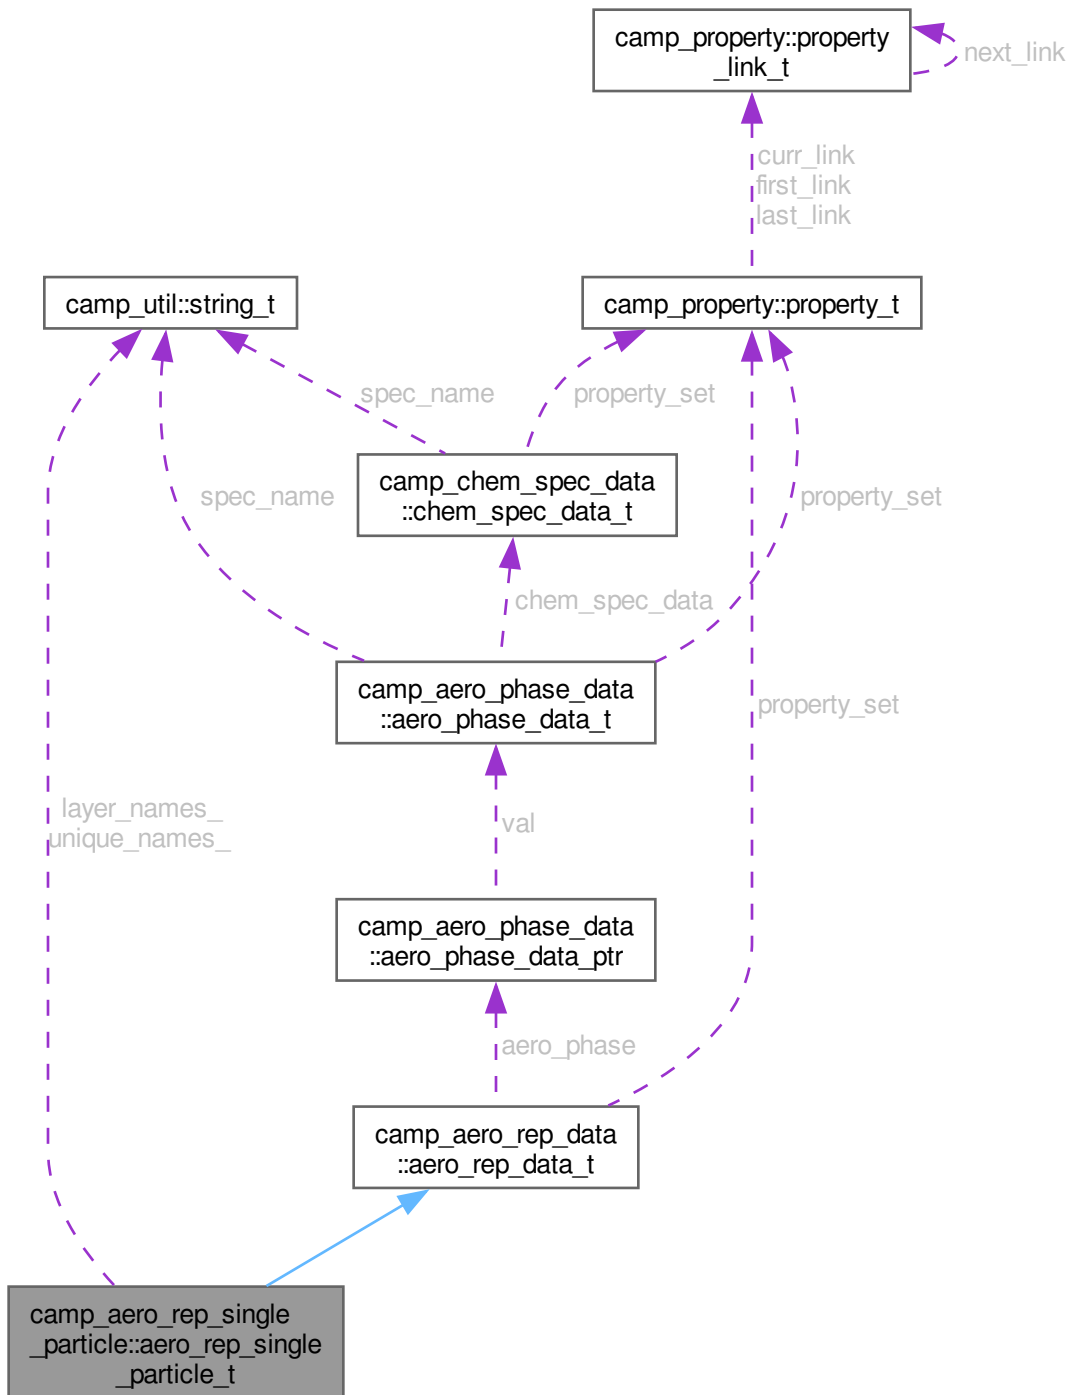 camp_property::property
_link_t
next_link
curr_link
first_link
last_link
camp_util::string_t
camp_property::property_t
spec_name
property_set
camp_chem_spec_data
::chem_spec_data_t
spec_name
property_set
chem_spec_data
camp_aero_phase_data
::aero_phase_data_t
property_set
layer_names_
unique_names_
val
camp_aero_phase_data
::aero_phase_data_ptr
aero_phase
camp_aero_rep_data
::aero_rep_data_t
camp_aero_rep_single
_particle::aero_rep_single
_particle_t